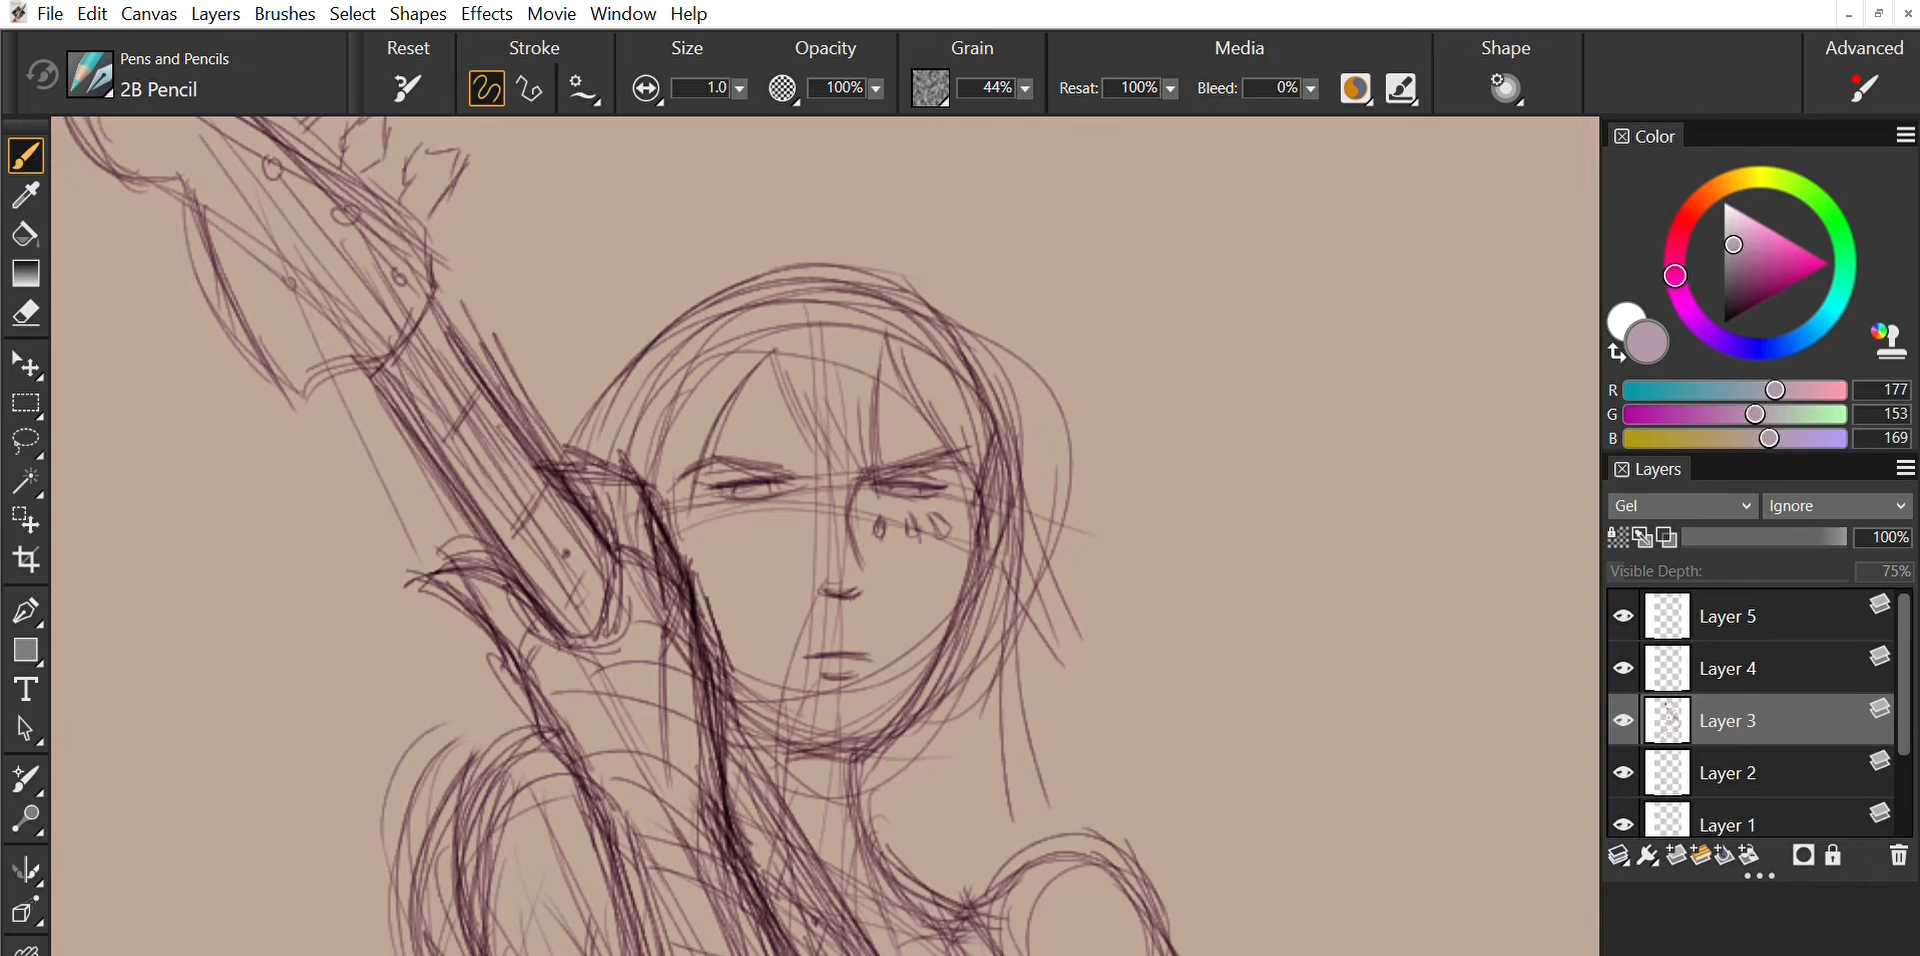 File Edit Canvas Layers Brushes Select Shapes Effects Movie Window Help
Pens and Pencils
2B Pencil
Reset
Stroke
Size
1.0
Opacity
100%
Grain
44%
Media
Resat: 100%
Bleed: 0%
Shape
Advanced
Color
R 177
G 153
B 169
Layers
Gel
Ignore
100%
Visible Depth: 75%
Layer 5
Layer 4
Layer 3
Layer 2
Layer 1
T